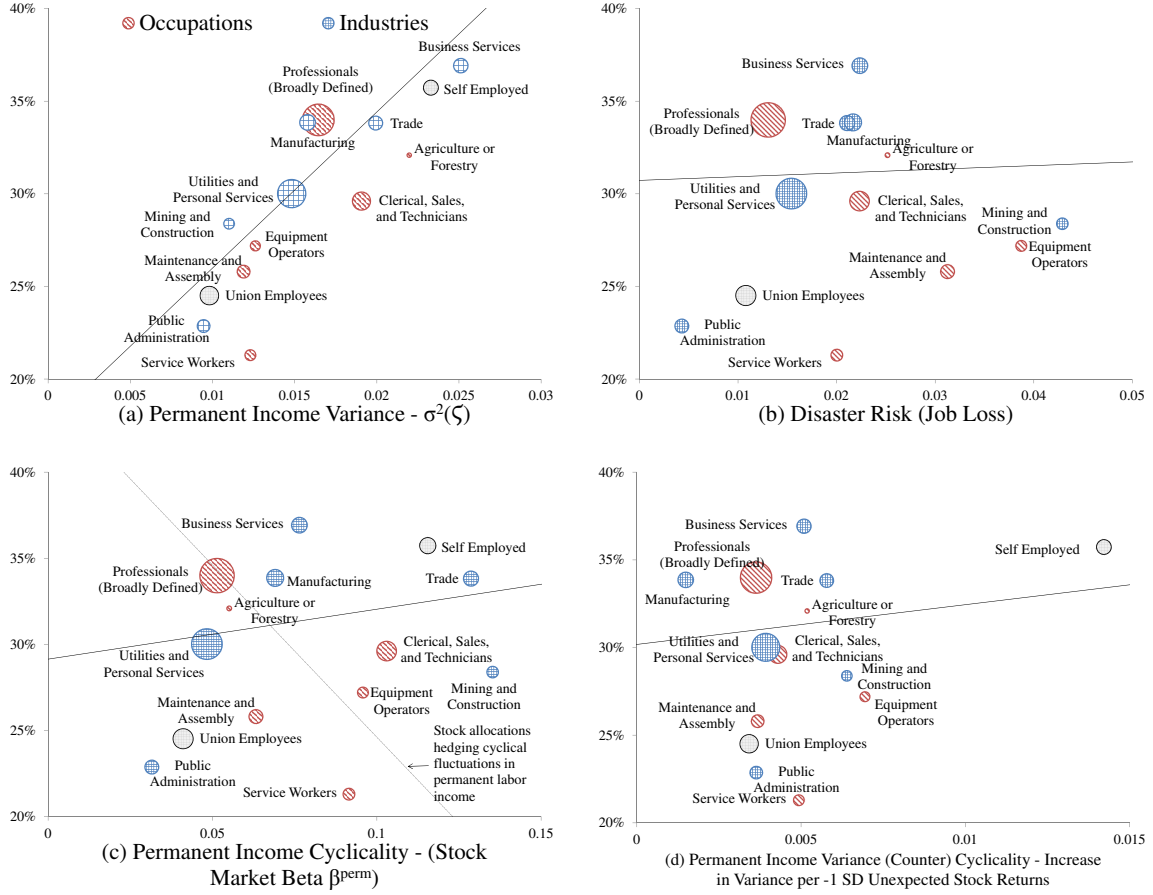 40%
35%
30%
25%
20%
0
0.005
0.01
0.015
0.02
0.025
0.03
Occupations
Industries
Business Services
Professionals
(Broadly Defined)
Self Employed
Trade
Manufacturing
Agriculture or
Forestry
Utilities and
Personal Services
Clerical, Sales,
and Technicians
Mining and
Construction
Equipment
Operators
Maintenance and
Assembly
Union Employees
Public
Administration
Service Workers
(a) Permanent Income Variance - σ²(ζ)
40%
35%
30%
25%
20%
0
0.01
0.02
0.03
0.04
0.05
Business Services
Professionals
(Broadly Defined)
Trade
Manufacturing
Agriculture or
Forestry
Utilities and
Personal Services
Clerical, Sales,
and Technicians
Mining and
Construction
Equipment
Operators
Maintenance and
Assembly
Union Employees
Public
Administration
Service Workers
(b) Disaster Risk (Job Loss)
40%
35%
30%
25%
20%
0
0.05
0.1
0.15
Business Services
Self Employed
Professionals
(Broadly Defined)
Manufacturing
Trade
Agriculture or
Forestry
Utilities and
Personal Services
Clerical, Sales,
and Technicians
Mining and
Construction
Equipment
Operators
Maintenance and
Assembly
Union Employees
Stock allocations
hedging cyclical
fluctuations in
permanent labor
income
Public
Administration
Service Workers
(c) Permanent Income Cyclicality - (Stock
Market Beta βᵖᵉʳᵐ)
40%
35%
30%
25%
20%
0
0.005
0.01
0.015
Business Services
Self Employed
Professionals
(Broadly Defined)
Trade
Manufacturing
Agriculture or
Forestry
Utilities and
Personal Services
Clerical, Sales,
and Technicians
Mining and
Construction
Equipment
Operators
Maintenance and
Assembly
Union Employees
Public
Administration
Service Workers
(d) Permanent Income Variance (Counter) Cyclicality - Increase
in Variance per -1 SD Unexpected Stock Returns